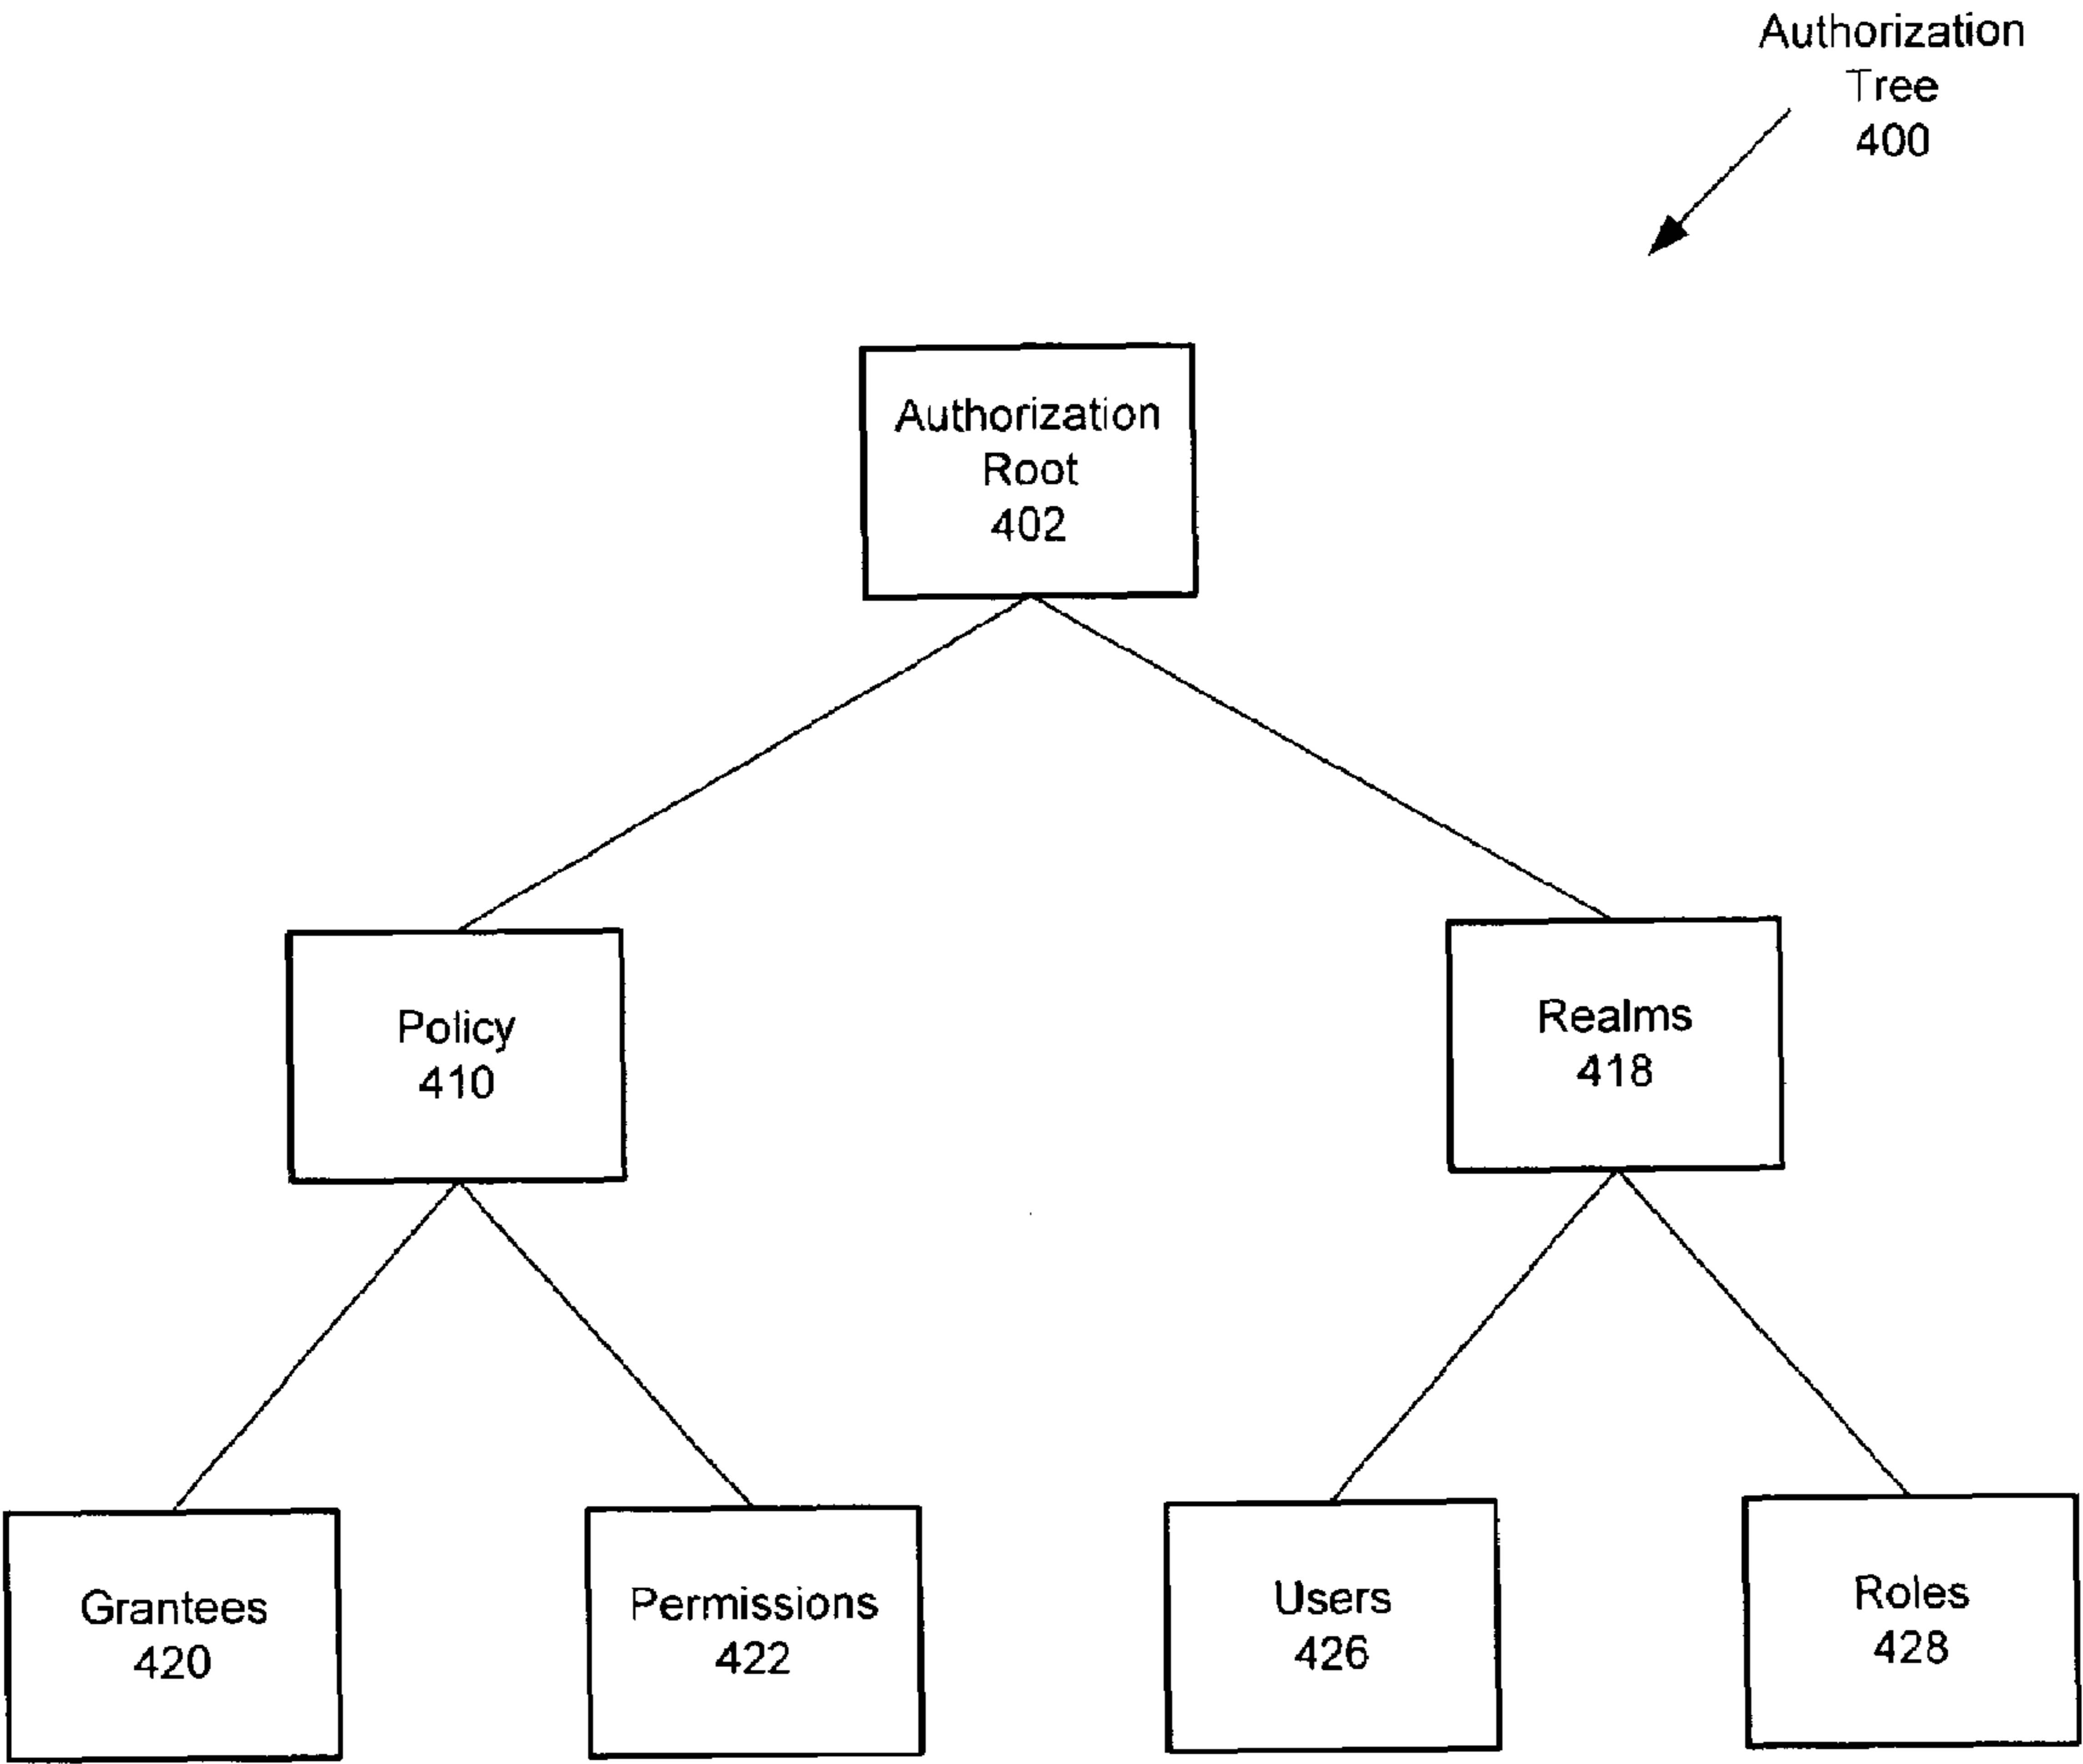 Authorization
Tree
400
Authorization
Root
402
Policy
410
Realms
418
Grantees
420
Permissions
422
Users
426
Roles
428